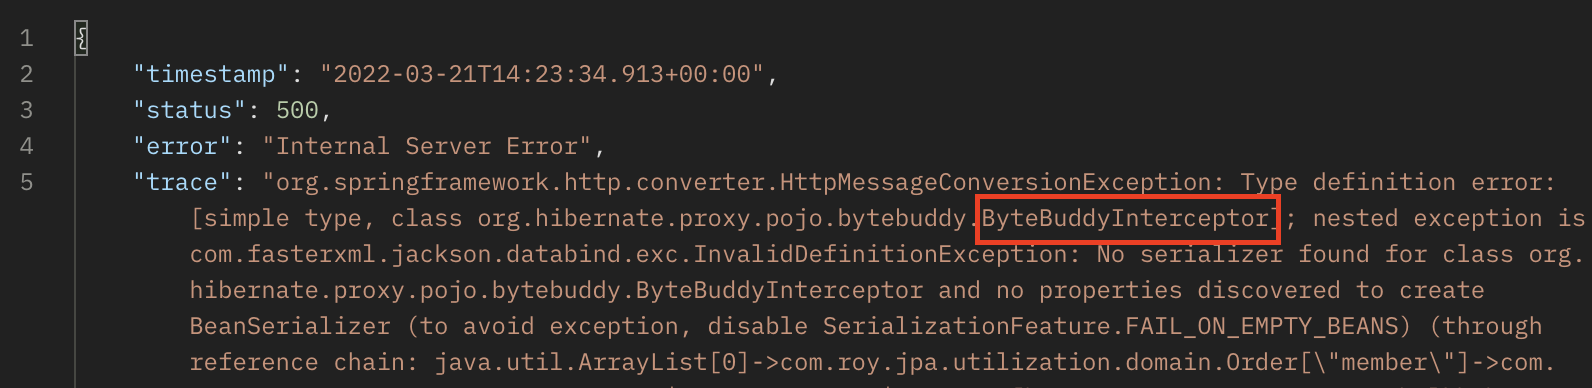 1 {
2 "timestamp": "2022-03-21T14:23:34.913+00:00",
3 "status": 500,
4 "error": "Internal Server Error",
5 "trace": "org.springframework.http.converter.HttpMessageConversionException: Type definition error:
[simple type, class org.hibernate.proxy.pojo.bytebuddy.ByteBuddyInterceptor]; nested exception is
com.fasterxml.jackson.databind.exc.InvalidDefinitionException: No serializer found for class org.
hibernate.proxy.pojo.bytebuddy.ByteBuddyInterceptor and no properties discovered to create
BeanSerializer (to avoid exception, disable SerializationFeature.FAIL_ON_EMPTY_BEANS) (through
reference chain: java.util.ArrayList[0]->com.roy.jpa.utilization.domain.Order[\"member\"]->com.